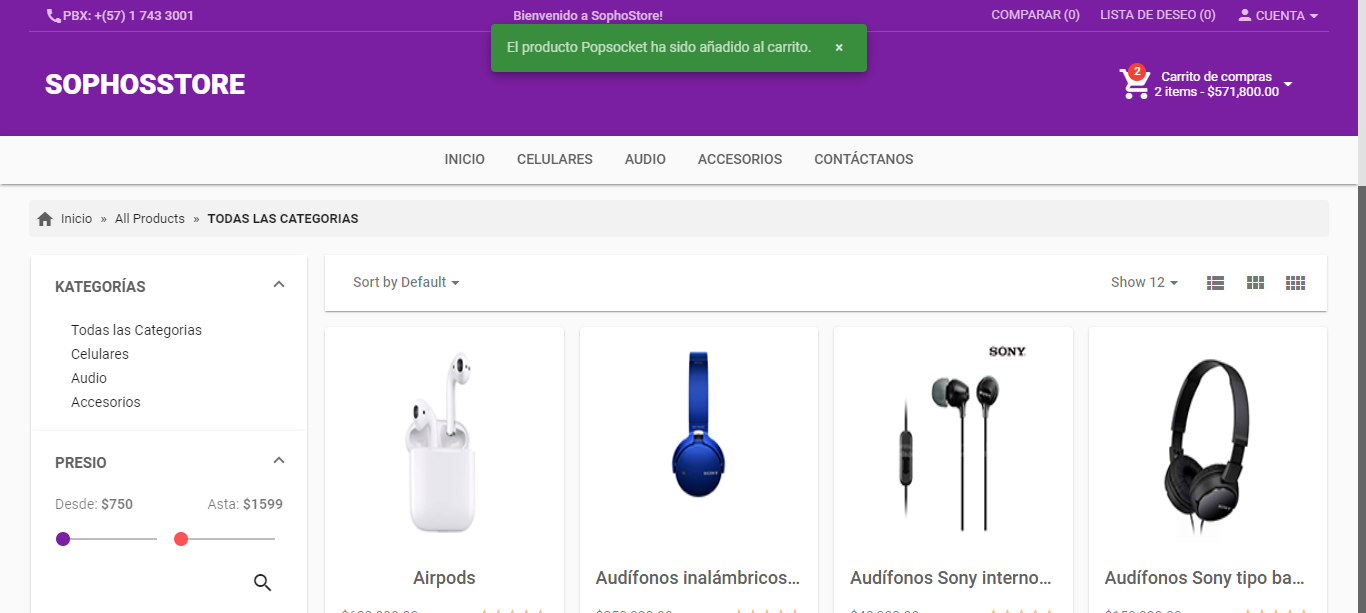 PBX: +(57) 1 743 3001
Bienvenido a SophoStore!
COMPARAR (0) LISTA DE DESEO (0) CUENTA
El producto Popsocket ha sido añadido al carrito. ×
SOPHOSSTORE
2
Carrito de compras
2 items - $571,800.00
INICIO CELULARES AUDIO ACCESORIOS CONTÁCTANOS
Inicio » All Products » TODAS LAS CATEGORIAS
KATEGORÍAS
Todas las Categorias
Celulares
Audio
Accesorios
PRESIO
Desde: $750 Asta: $1599
Sort by Default
Show 12
SONY
Airpods
Audífonos inalámbricos...
Audífonos Sony interno...
Audífonos Sony tipo ba...